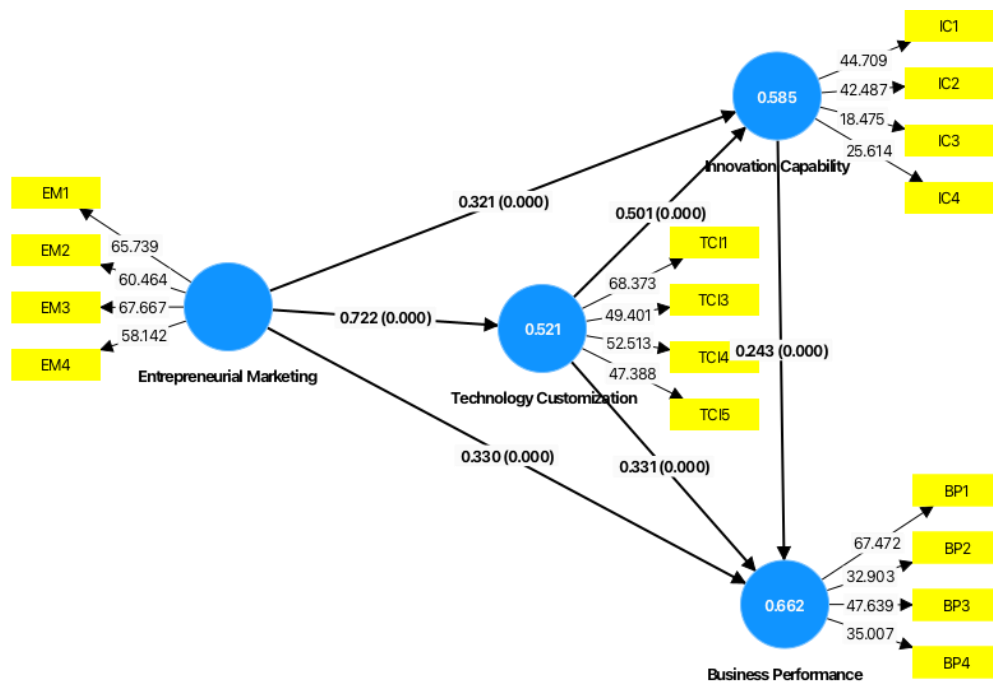 IC1
44.709
IC2
42.487
0.585
18.475
IC3
25.614
IC4
Innovation Capability
EM1
0.321 (0.000)
0.501 (0.000)
65.739
EM2
60.464
EM3
67.667
58.142
EM4
Entrepreneurial Marketing
0.722 (0.000)
TCI1
68.373
TCI3
49.401
0.521
52.513
TCI4
47.388
TCI5
Technology Customization
0.243 (0.000)
0.330 (0.000)
0.331 (0.000)
BP1
67.472
BP2
32.903
0.662
47.639
BP3
35.007
BP4
Business Performance